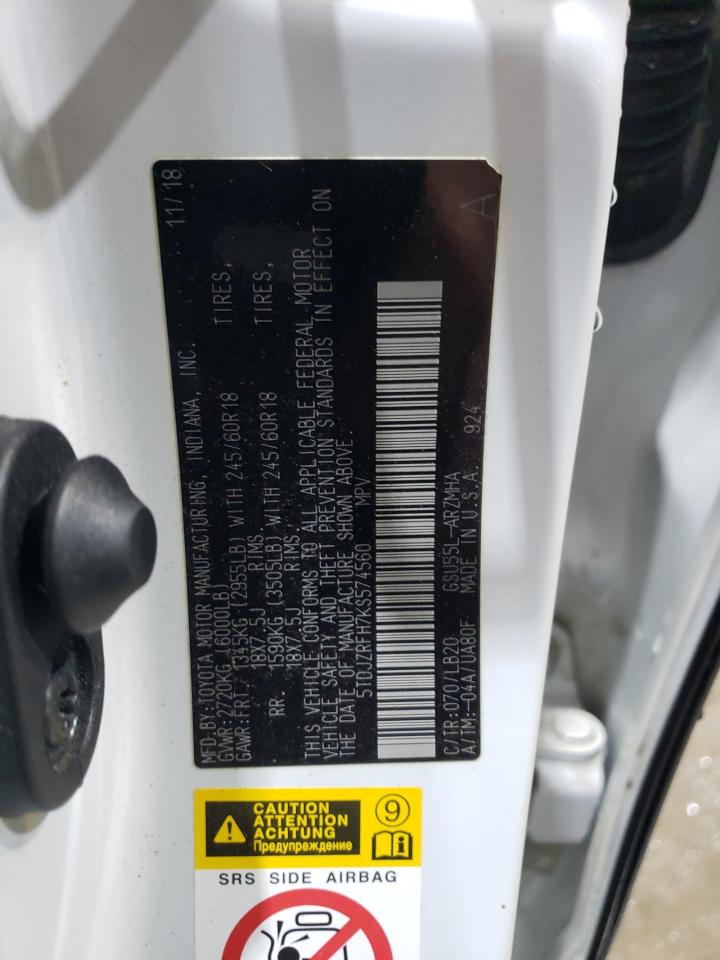 MFD.BY:TOYOTA MOTOR MANUFACTURING, INDIANA, INC. 11/18
GVWR:2720KG (6000LB)
GAWR:FRT. 1345KG (2955LB) WITH 245/60R18 TIRES,
18X7.5J RIMS,
RR. 1590KG (3505LB) WITH 245/60R18 TIRES,
18X7.5J RIMS
THIS VEHICLE CONFORMS TO ALL APPLICABLE FEDERAL MOTOR
VEHICLE SAFETY AND THEFT PREVENTION STANDARDS IN EFFECT ON
THE DATE OF MANUFACTURE SHOWN ABOVE.
5TDJZRFH7KS574560 MPV
C/TR:070/LB20 GSU55L-ARZMHA
A/TM:-04A/UA80F MADE IN U.S.A. 924
A
CAUTION
ATTENTION
ACHTUNG
Предупреждение
9
SRS SIDE AIRBAG